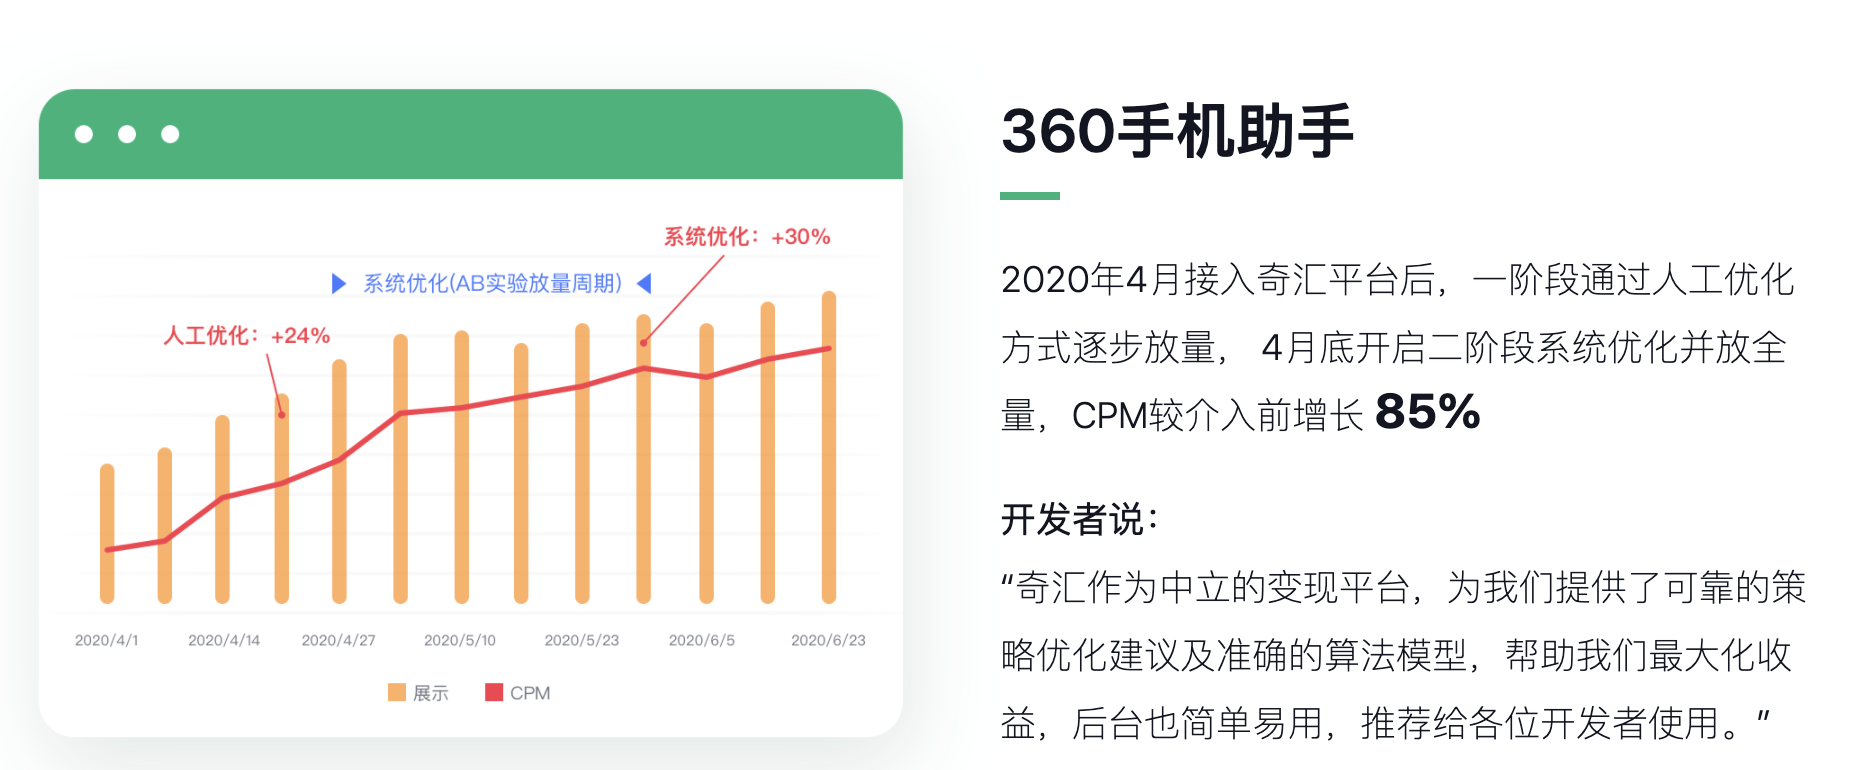 360手机助手
系统优化：+30%
系统优化(AB实验放量周期)
人工优化：+24%
2020/4/1 2020/4/14 2020/4/27 2020/5/10 2020/5/23 2020/6/5 2020/6/23
展示 CPM
2020年4月接入奇汇平台后，一阶段通过人工优化
方式逐步放量， 4月底开启二阶段系统优化并放全
量，CPM较介入前增长 85%
开发者说：
“奇汇作为中立的变现平台，为我们提供了可靠的策
略优化建议及准确的算法模型，帮助我们最大化收
益，后台也简单易用，推荐给各位开发者使用。”